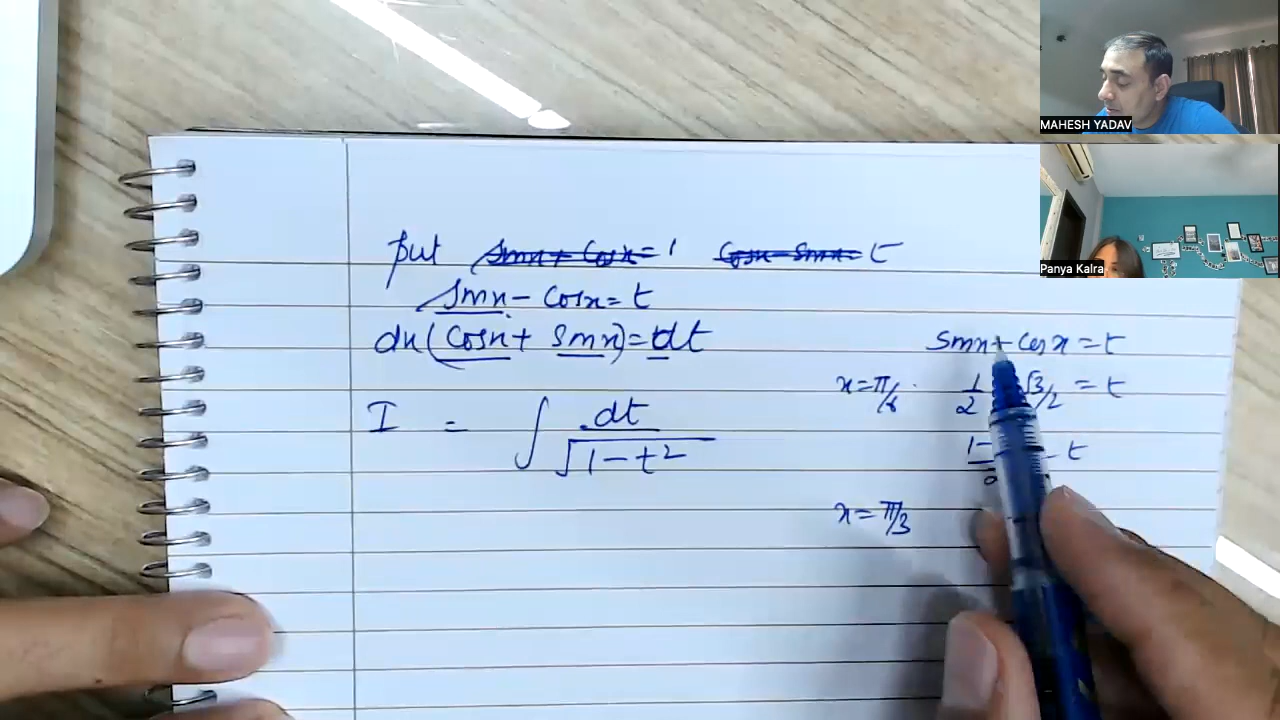 put sinx + Cosx = 1 Cosx - sinx = t
sinx - Cosx = t
dx (Cosx + sinx) = dt
I = ∫ dt / √1-t²
sinx + Cosx = t
x = π/6 . 1/2 √3/2 = t
1- t
x = π/3
MAHESH YADAV
Panya Kalra